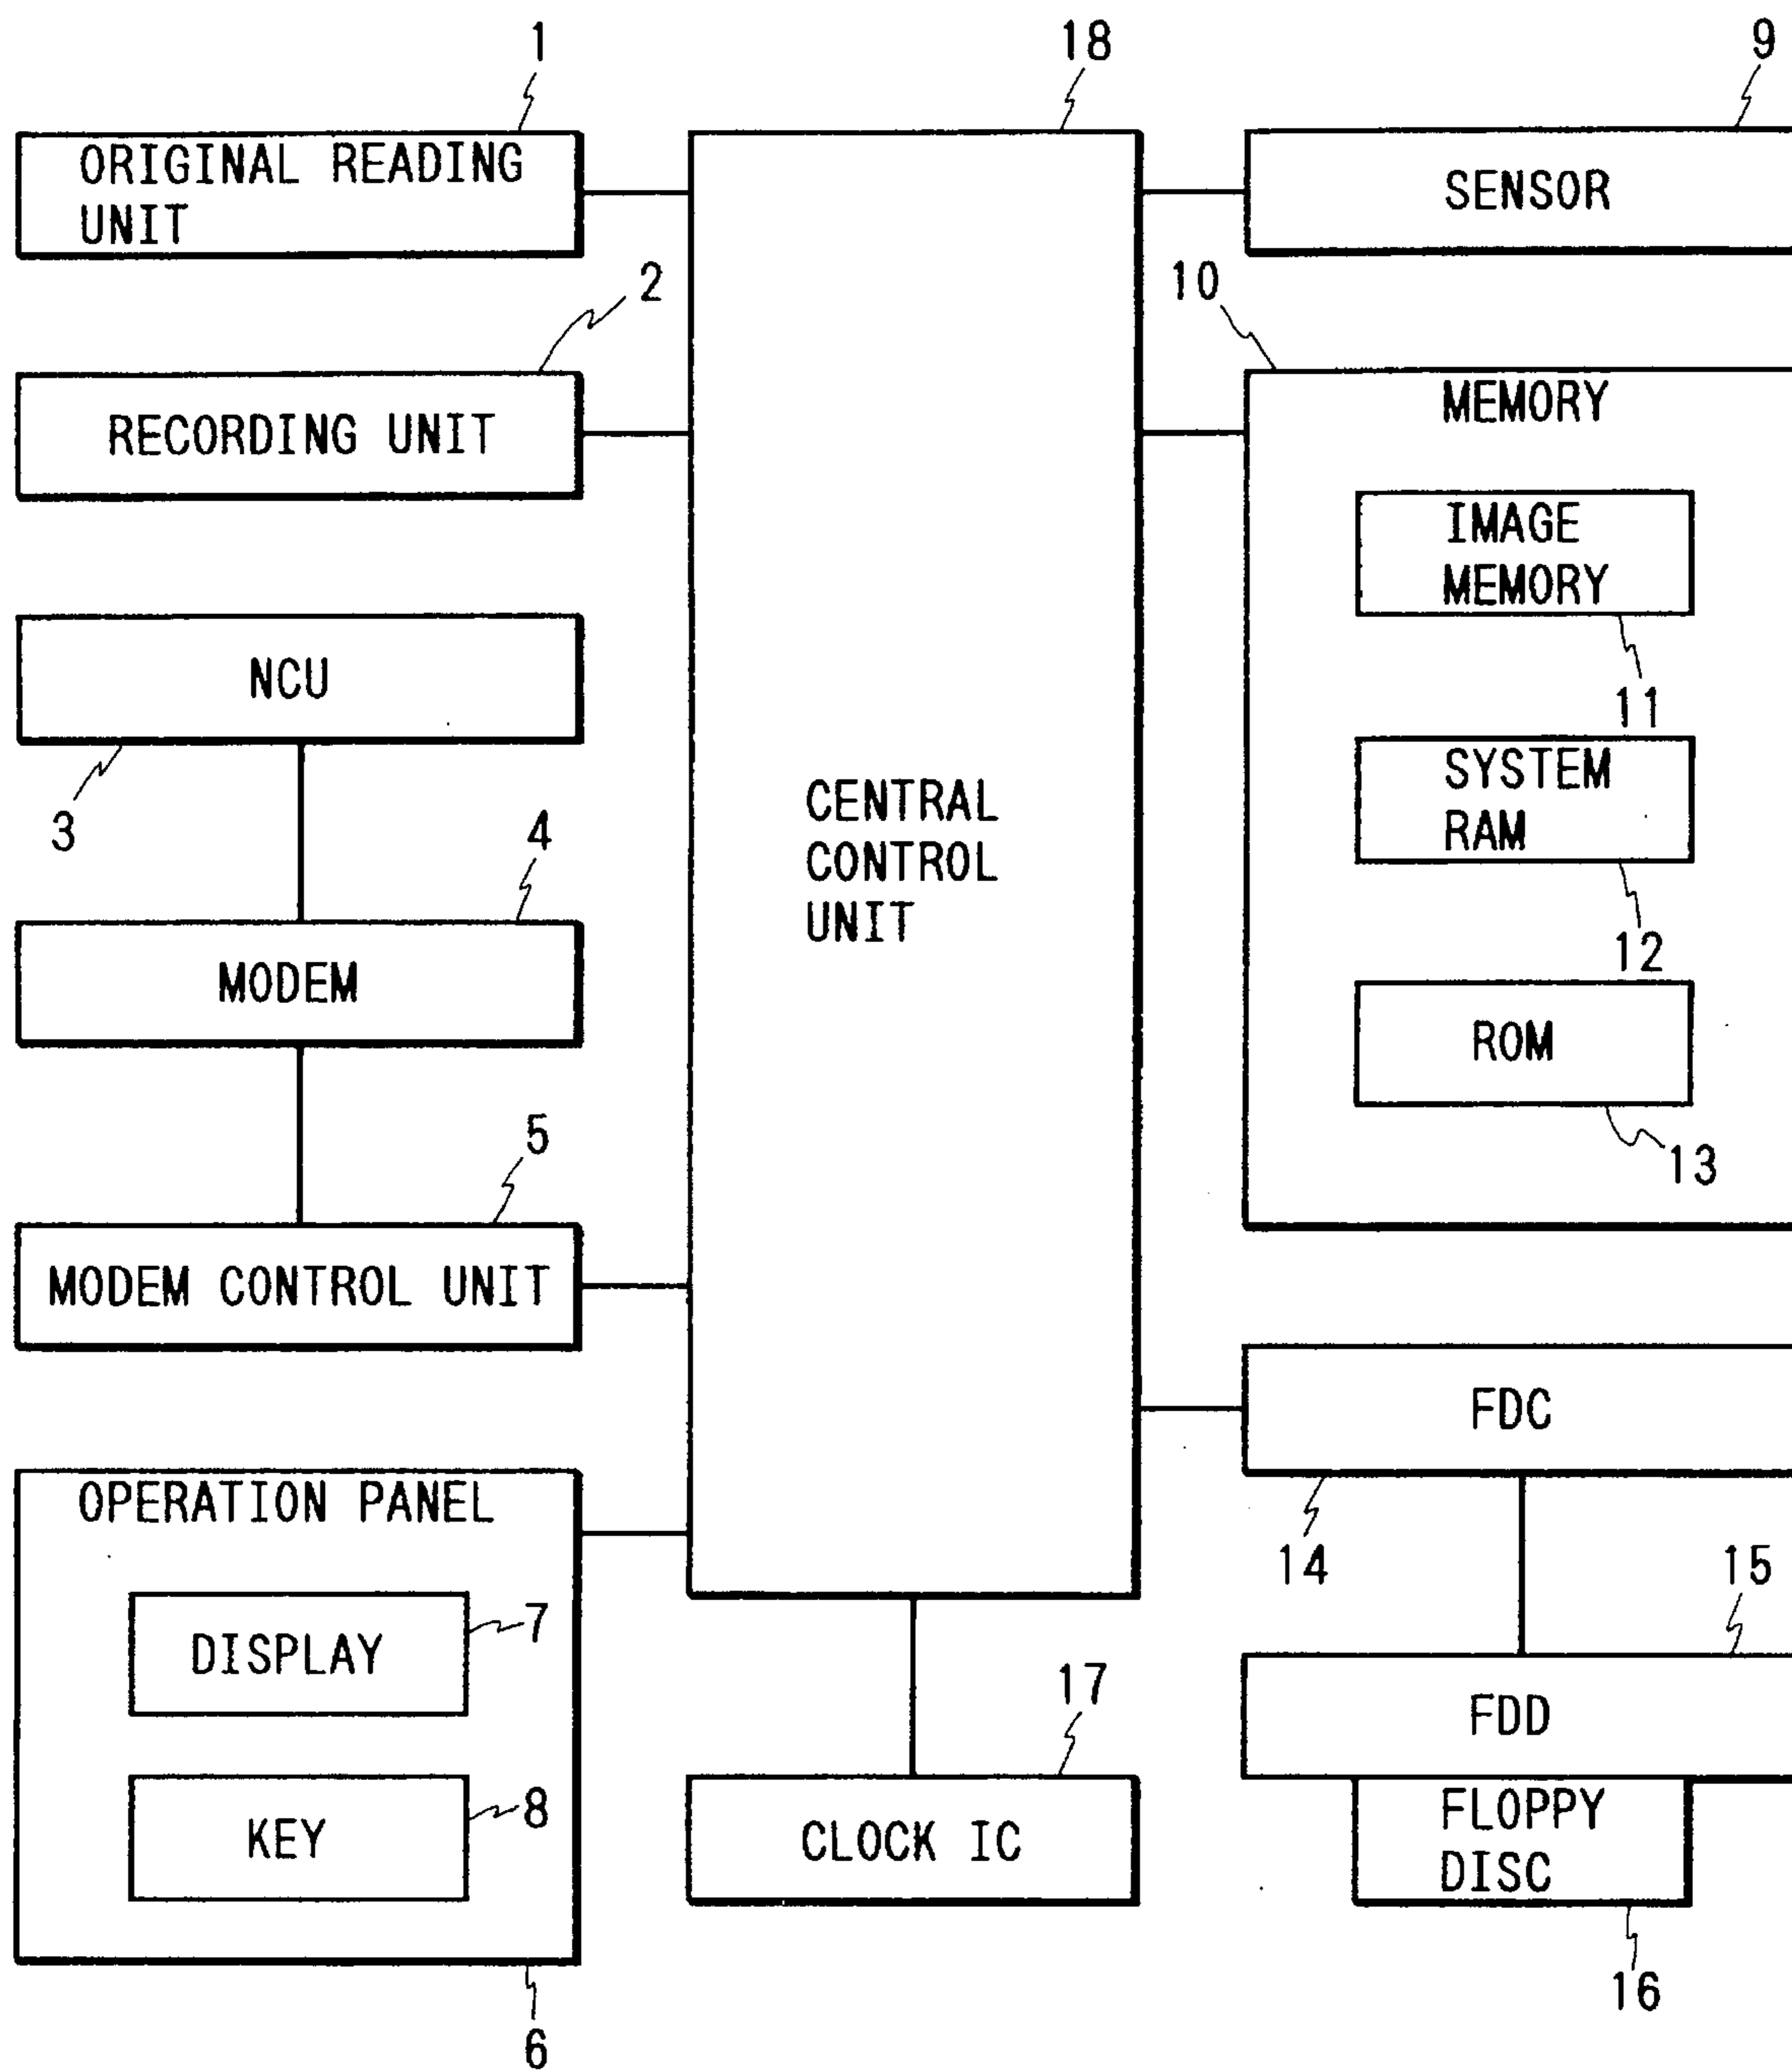 1
18
9
ORIGINAL READING
UNIT
SENSOR
2
10
RECORDING UNIT
MEMORY
IMAGE
MEMORY
11
NCU
3
SYSTEM
RAM
12
CENTRAL
CONTROL
UNIT
4
MODEM
ROM
13
5
MODEM CONTROL UNIT
FDC
14
OPERATION PANEL
DISPLAY
7
15
FDD
17
KEY
8
CLOCK IC
FLOPPY
DISC
16
6